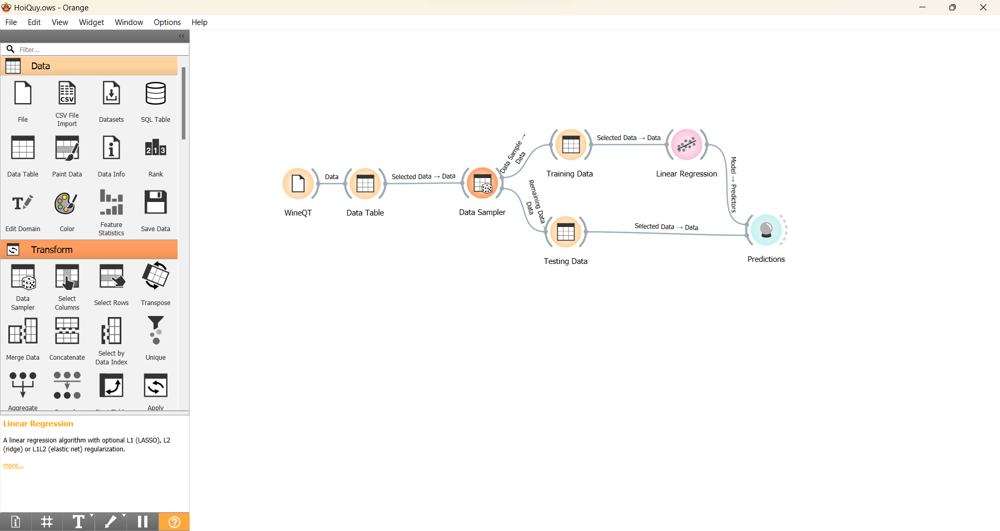 HoiQuy.ows - Orange
File Edit View Widget Window Options Help
Filter...
Data
File
CSV File
Import
Datasets
SQL Table
Data Table
Paint Data
Data Info
Rank
Edit Domain
Color
Feature
Statistics
Save Data
Transform
Data
Sampler
Select
Columns
Select Rows
Transpose
Merge Data
Concatenate
Select by
Data Index
Unique
Aggregate
Apply
Linear Regression
A linear regression algorithm with optional L1 (LASSO), L2
(ridge) or L1L2 (elastic net) regularization.
more...
WineQT
Data
Data Table
Selected Data → Data
Data Sampler
Data Sample →
Data
Remaining Data →
Data
Training Data
Selected Data → Data
Linear Regression
Model → Predictors
Testing Data
Selected Data → Data
Predictions